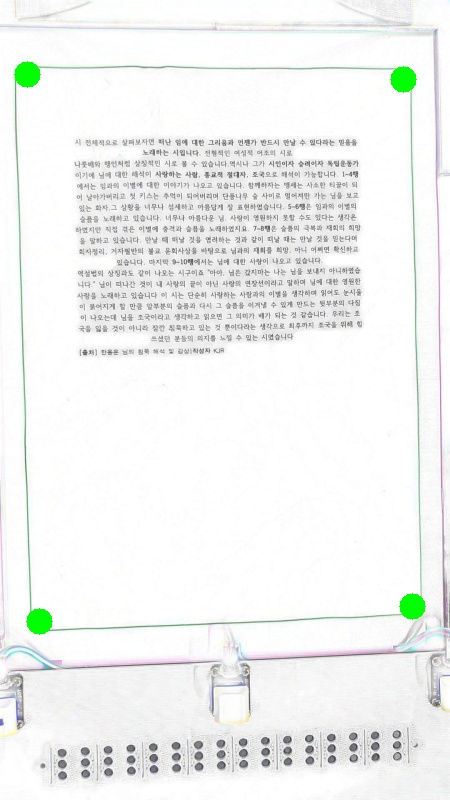 시 전체적으로 살펴보자면 떠난 임에 대한 그리움과 언젠가 반드시 만날 수 있다라는 믿음을
노래하는 시입니다. 전형적인 여성적 어조의 시로
나룻배와 행인처럼 상징적인 시로 볼 수 있습니다.역시나 그가 시인이자 승려이자 독립운동가
이기에 님에 대한 해석이 사랑하는 사람, 종교적 절대자, 조국으로 해석이 가능합니다. 1~4행
에서는 임과의 이별에 대한 이야기가 나오고 있습니다. 함께하자는 맹세는 사소한 티끌이 되
어 날아가버리고 첫 키스는 추억이 되어버리며 단풍나무 숲 사이로 멀어져만 가는 님을 보고
있는 화자.그 상황을 너무나 섬세하고 아름답게 잘 표현하였습니다. 5~6행은 임과의 이별의
슬픔을 노래하고 있습니다. 너무나 아름다운 님. 사랑이 영원하지 못할 수도 있다는 생각은
하였지만 직접 겪은 이별에 충격과 슬픔을 노래하였지요. 7~8행은 슬픔의 극복과 재회의 희망
을 말하고 있습니다. 만날 때 떠날 것을 염려하는 것과 같이 떠날 때는 만날 것을 믿는다며
회자정리, 거자필반의 불교 윤회사상을 바탕으로 님과의 재회를 희망, 아니 어쩌면 확신하고
있습니다. 마지막 9~10행에서는 님에 대한 사랑이 나오고 있습니다.
역설법의 상징과도 같이 나오는 시구이죠 "아아, 님은 갔지마는 나는 님을 보내지 아니하였습
니다." 님이 떠나간 것이 내 사랑의 끝이 아닌 사랑의 연장선이라고 말하며 님에 대한 영원한
사랑을 노래하고 있습니다 이 시는 단순히 사랑하는 사람과의 이별을 생각하며 읽어도 눈시울
이 붉어지게 할 만큼 앞부분의 슬픔과 다시 그 슬픔을 이겨낼 수 있게 만드는 뒷부분의 다짐
이 나오는데 님을 조국이라고 생각하고 읽으면 그 의미가 배가 되는 것 같습니다. 우리는 조
국을 잃을 것이 아니라 잠깐 침묵하고 있는 것 뿐이다라는 생각으로 최후까지 조국을 위해 힘
쓰셨던 분들의 의지를 느낄 수 있는 시였습니다
[출처] 한용운 님의 침묵 해석 및 감상|작성자 KJR